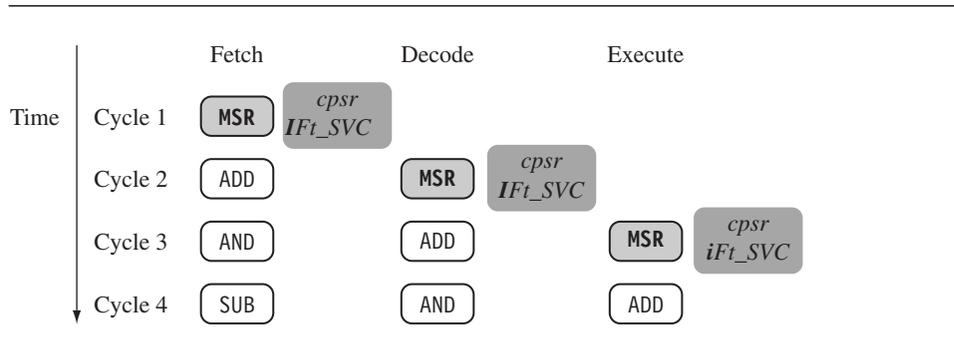 Fetch Decode Execute
Time
Cycle 1 MSR cpsr IFt_SVC
Cycle 2 ADD MSR cpsr IFt_SVC
Cycle 3 AND ADD MSR cpsr iFt_SVC
Cycle 4 SUB AND ADD